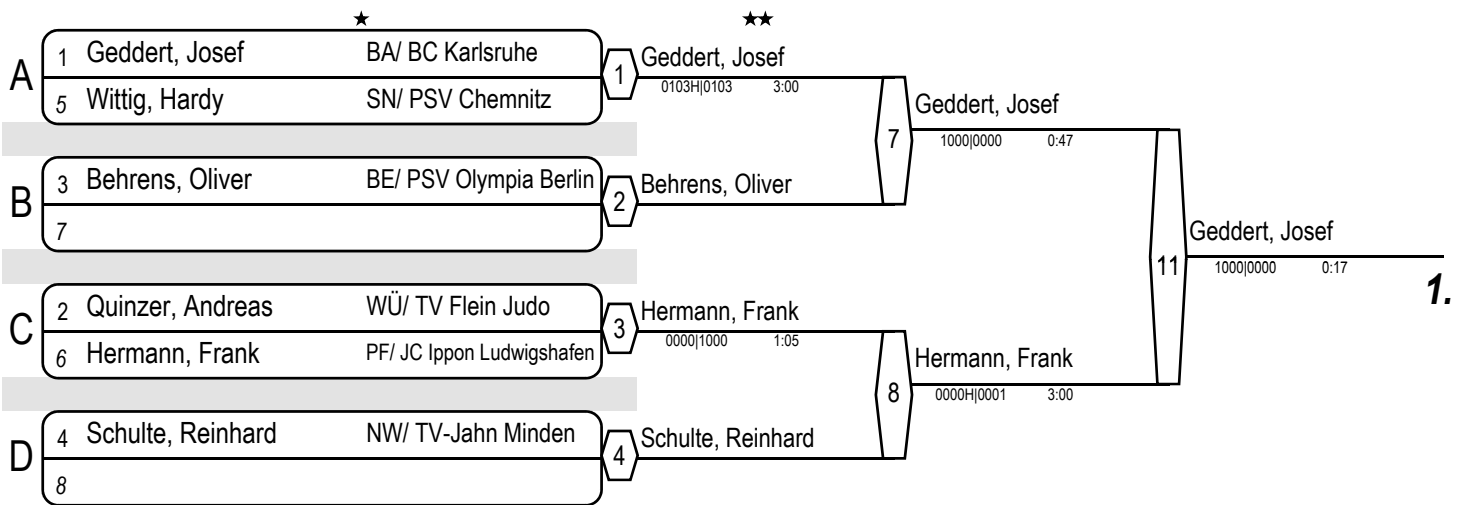 ★ ★★
A
1 Geddert, Josef BA/ BC Karlsruhe
5 Wittig, Hardy SN/ PSV Chemnitz
1
Geddert, Josef
0103H|0103 3:00
B
3 Behrens, Oliver BE/ PSV Olympia Berlin
7
2
Behrens, Oliver
7
Geddert, Josef
1000|0000 0:47
C
2 Quinzer, Andreas WÜ/ TV Flein Judo
6 Hermann, Frank PF/ JC Ippon Ludwigshafen
3
Hermann, Frank
0000|1000 1:05
D
4 Schulte, Reinhard NW/ TV-Jahn Minden
8
4
Schulte, Reinhard
8
Hermann, Frank
0000H|0001 3:00
11
Geddert, Josef
1000|0000 0:17
1.